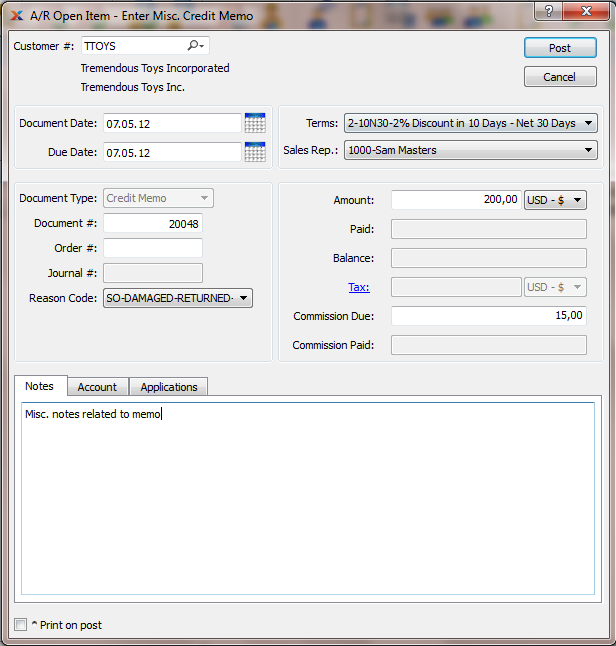 A/R Open Item - Enter Misc. Credit Memo
?
Customer #: TTOYS
Post
Tremendous Toys Incorporated
Cancel
Tremendous Toys Inc.
Document Date: 07.05.12
Terms: 2-10N30-2% Discount in 10 Days - Net 30 Days
Due Date: 07.05.12
Sales Rep.: 1000-Sam Masters
Document Type: Credit Memo
Document #: 20048
Order #:
Journal #:
Reason Code: SO-DAMAGED-RETURNED-
Amount: 200,00 USD - $
Paid:
Balance:
Tax: USD - $
Commission Due: 15,00
Commission Paid:
Notes Account Applications
Misc. notes related to memo
* Print on post